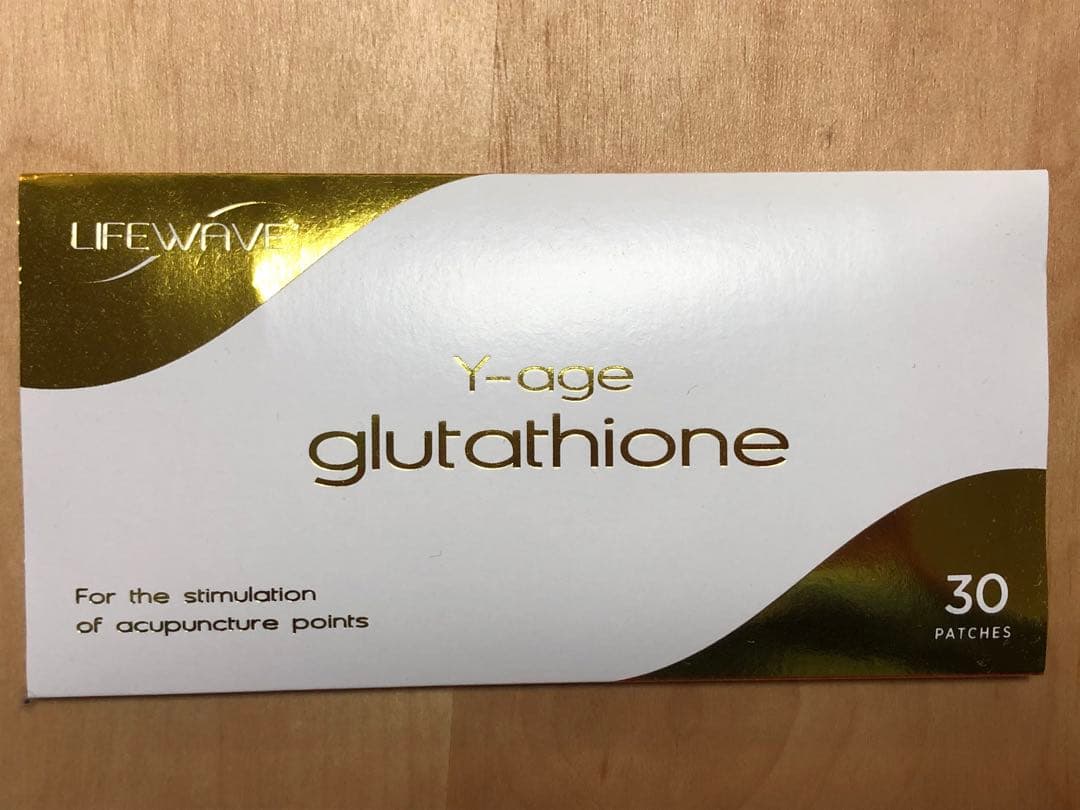 LIFEWAVE
Y-age
glutathione
For the stimulation
of acupuncture points
30
PATCHES